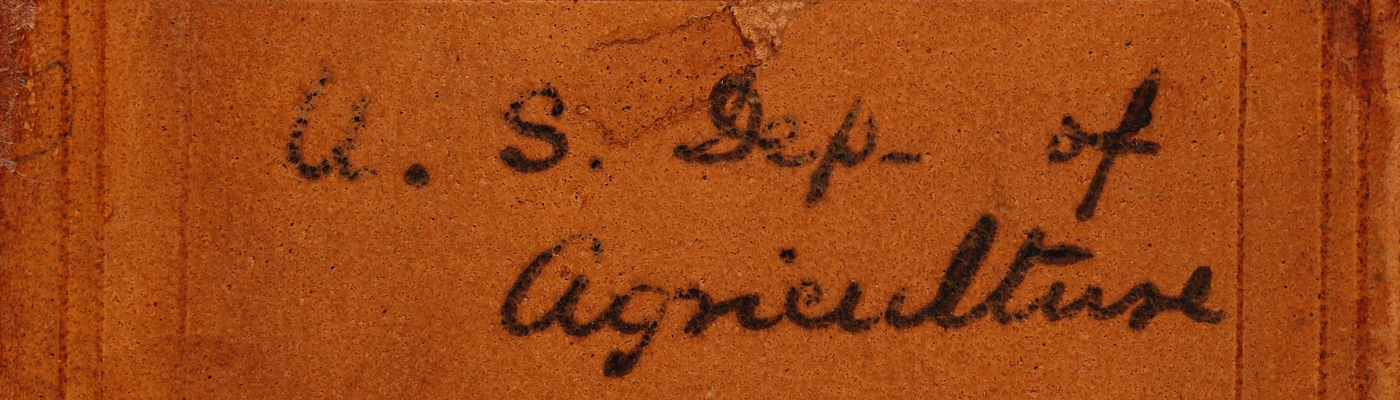 U. S. Dep- of
Agriculture